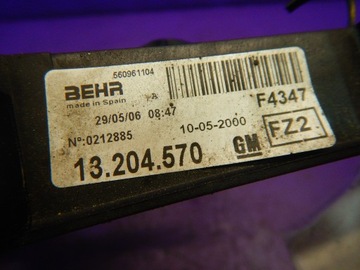 560961104
BEHR
made in Spain
A
F4347
29/05/06 08:47
Nº:0212885
10-05-2000
FZ2
13.204.570
GM